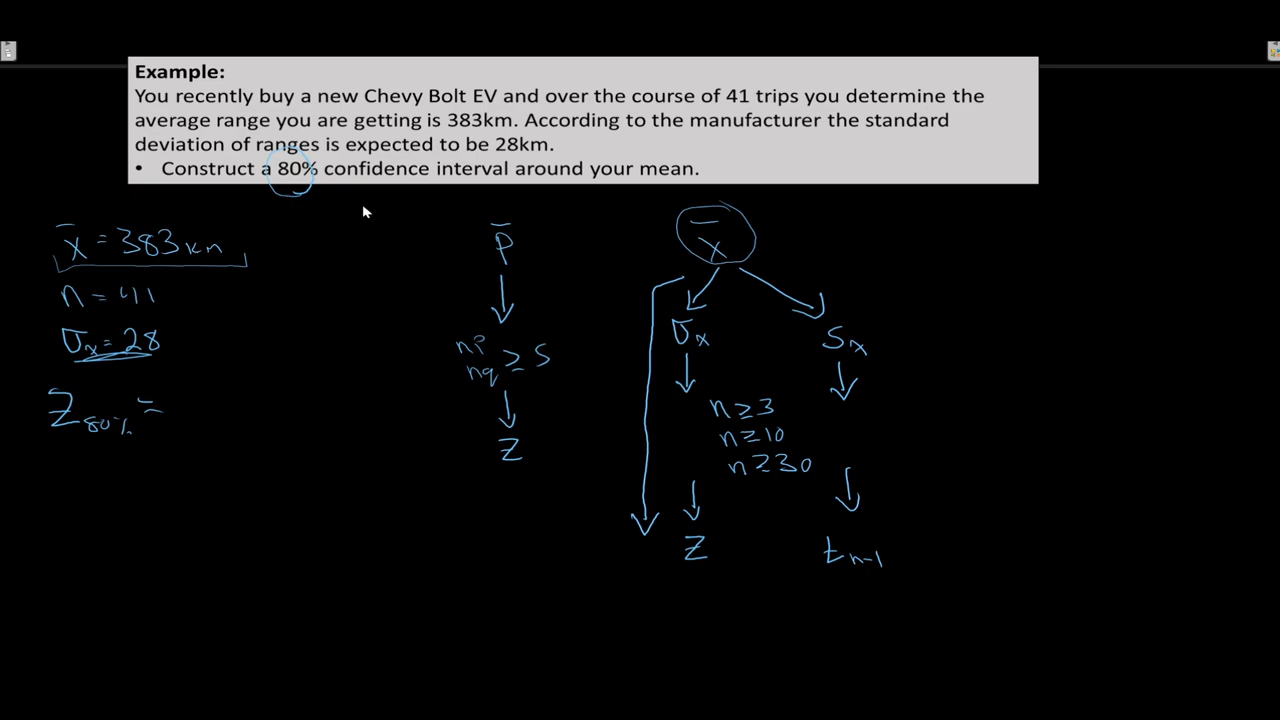 Example:
You recently buy a new Chevy Bolt EV and over the course of 41 trips you determine the
average range you are getting is 383km. According to the manufacturer the standard
deviation of ranges is expected to be 28km.
• Construct a 80% confidence interval around your mean.
x̄ = 383km
n = 41
σx = 28
Z80% =
p̄
np
nq ≥ 5
Z
x̄
σx
sx
n ≥ 3
n ≥ 10
n ≥ 30
Z
tn-1